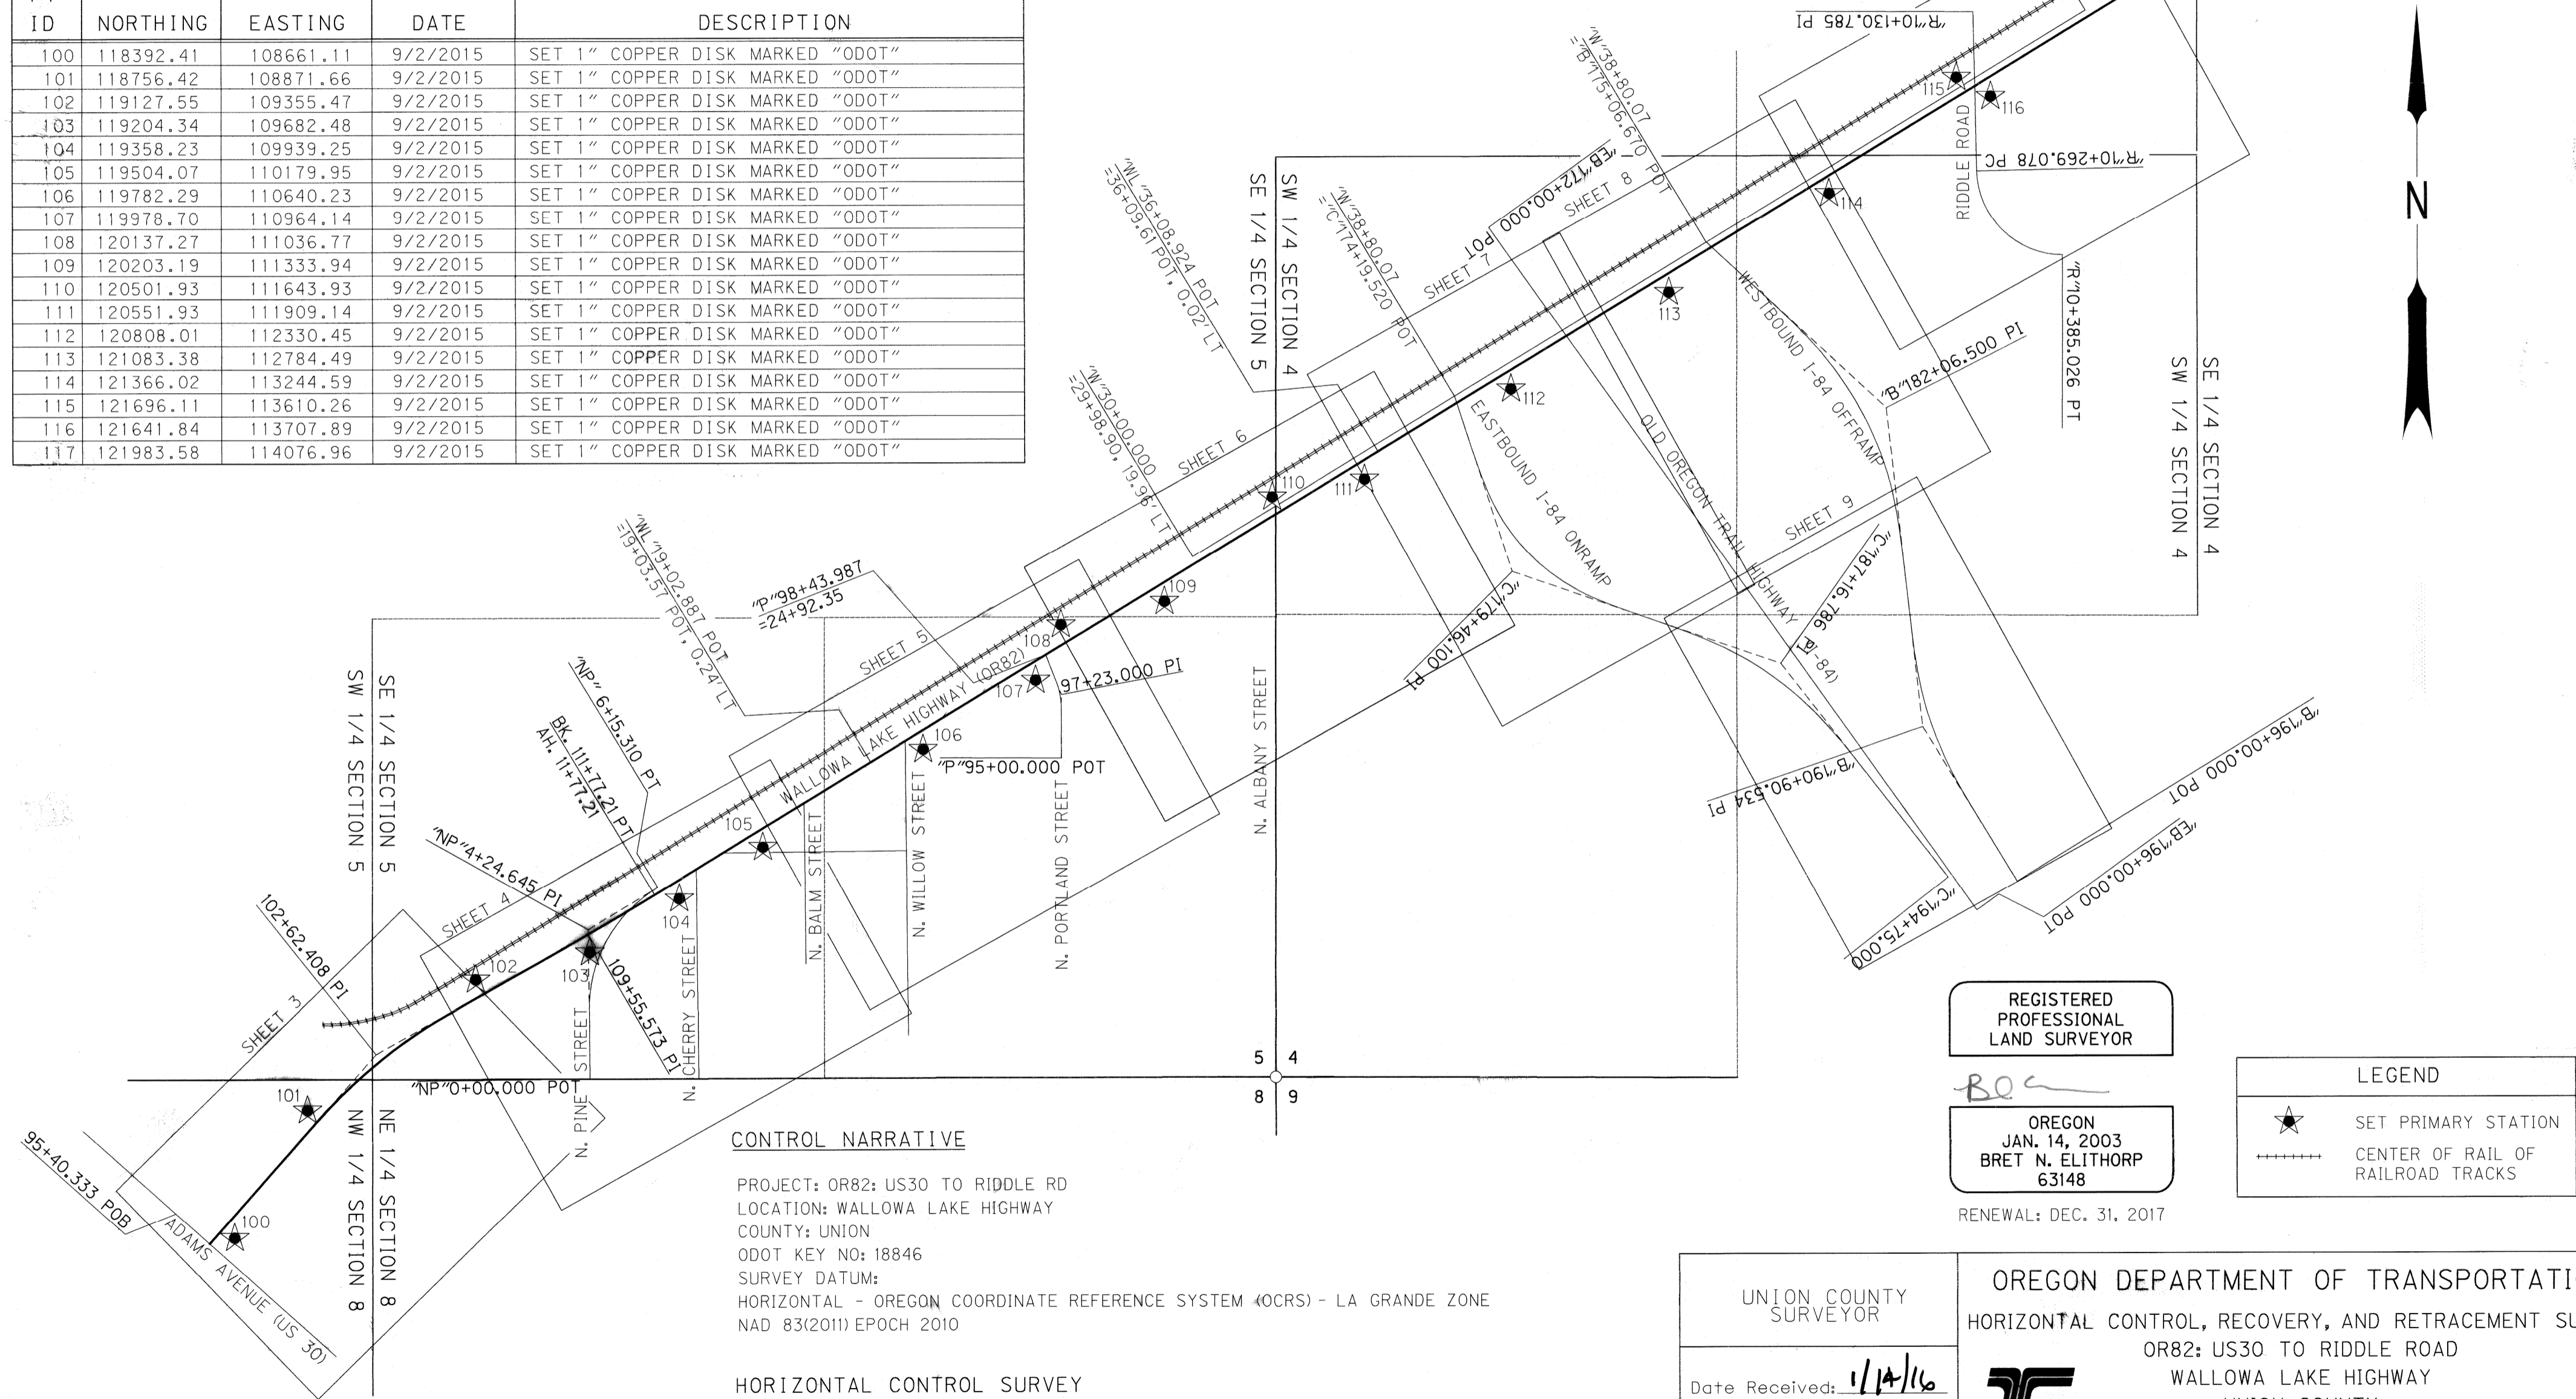 ID NORTHING EASTING DATE DESCRIPTION
100 118392.41 108661.11 9/2/2015 SET 1" COPPER DISK MARKED "ODOT"
101 118756.42 108871.66 9/2/2015 SET 1" COPPER DISK MARKED "ODOT"
102 119127.55 109355.47 9/2/2015 SET 1" COPPER DISK MARKED "ODOT"
103 119204.34 109682.48 9/2/2015 SET 1" COPPER DISK MARKED "ODOT"
104 119358.23 109939.25 9/2/2015 SET 1" COPPER DISK MARKED "ODOT"
105 119504.07 110179.95 9/2/2015 SET 1" COPPER DISK MARKED "ODOT"
106 119782.29 110640.23 9/2/2015 SET 1" COPPER DISK MARKED "ODOT"
107 119978.70 110964.14 9/2/2015 SET 1" COPPER DISK MARKED "ODOT"
108 120137.27 111036.77 9/2/2015 SET 1" COPPER DISK MARKED "ODOT"
109 120203.19 111333.94 9/2/2015 SET 1" COPPER DISK MARKED "ODOT"
110 120501.93 111643.93 9/2/2015 SET 1" COPPER DISK MARKED "ODOT"
111 120551.93 111909.14 9/2/2015 SET 1" COPPER DISK MARKED "ODOT"
112 120808.01 112330.45 9/2/2015 SET 1" COPPER DISK MARKED "ODOT"
113 121083.38 112784.49 9/2/2015 SET 1" COPPER DISK MARKED "ODOT"
114 121366.02 113244.59 9/2/2015 SET 1" COPPER DISK MARKED "ODOT"
115 121696.11 113610.26 9/2/2015 SET 1" COPPER DISK MARKED "ODOT"
116 121641.84 113707.89 9/2/2015 SET 1" COPPER DISK MARKED "ODOT"
117 121983.58 114076.96 9/2/2015 SET 1" COPPER DISK MARKED "ODOT"
"R"10+130.785 PI
"W"38+80.07
="B"175+06.670 POT
115
116
RIDDLE ROAD
"R"10+269.078 PC
"EB"172+00.000 POT
SHEET 8
114
"WL"36+08.924 POT
=36+09.61 POT, 0.02' LT
SE 1/4 SECTION 5
SW 1/4 SECTION 4
"W"38+80.07
="C"174+19.520 POT
SHEET 7
113
WESTBOUND I-84 OFFRAMP
"R"10+385.026 PT
"B"182+06.500 PI
SW 1/4 SECTION 4
SE 1/4 SECTION 4
N
"W"30+00.000
=29+98.90, 19.96' LT
SHEET 6
112
EASTBOUND I-84 ONRAMP
OLD OREGON TRAIL HIGHWAY (I-84)
110
111
SHEET 9
"C"187+16.786 PI
"WL"19+02.887 POT
=19+03.57 POT, 0.24' LT
"P"98+43.987
=24+92.35
109
"C"179+46.100 PI
SHEET 5
108
WALLOWA LAKE HIGHWAY (OR82)
107
97+23.000 PI
106
"P"95+00.000 POT
N. ALBANY STREET
SW 1/4 SECTION 5
SE 1/4 SECTION 5
"NP" 6+15.310 PT
BK. 111+77.21 PT
AH. 11+77.21
105
N. BALM STREET
N. WILLOW STREET
N. PORTLAND STREET
"B"190+90.534 PI
"B"196+00.000 POT
"EB"196+00.000 POT
"C"194+75.000
"NP"4+24.645 PI
SHEET 4
104
102
103
109+55.573 PI
N. CHERRY STREET
102+62.408 PI
SHEET 3
"NP"0+00.000 POT
N. PINE STREET
5 4
8 9
101
NW 1/4 SECTION 8
NE 1/4 SECTION 8
95+40.333 POB
100
ADAMS AVENUE (US 30)
REGISTERED
PROFESSIONAL
LAND SURVEYOR
OREGON
JAN. 14, 2003
BRET N. ELITHORP
63148
RENEWAL: DEC. 31, 2017
LEGEND
SET PRIMARY STATION
CENTER OF RAIL OF
RAILROAD TRACKS
CONTROL NARRATIVE
PROJECT: OR82: US30 TO RIDDLE RD
LOCATION: WALLOWA LAKE HIGHWAY
COUNTY: UNION
ODOT KEY NO: 18846
SURVEY DATUM:
HORIZONTAL - OREGON COORDINATE REFERENCE SYSTEM (OCRS) - LA GRANDE ZONE
NAD 83(2011) EPOCH 2010
HORIZONTAL CONTROL SURVEY
UNION COUNTY
SURVEYOR
Date Received: 1/14/16
OREGON DEPARTMENT OF TRANSPORTATI
HORIZONTAL CONTROL, RECOVERY, AND RETRACEMENT SU
OR82: US30 TO RIDDLE ROAD
WALLOWA LAKE HIGHWAY